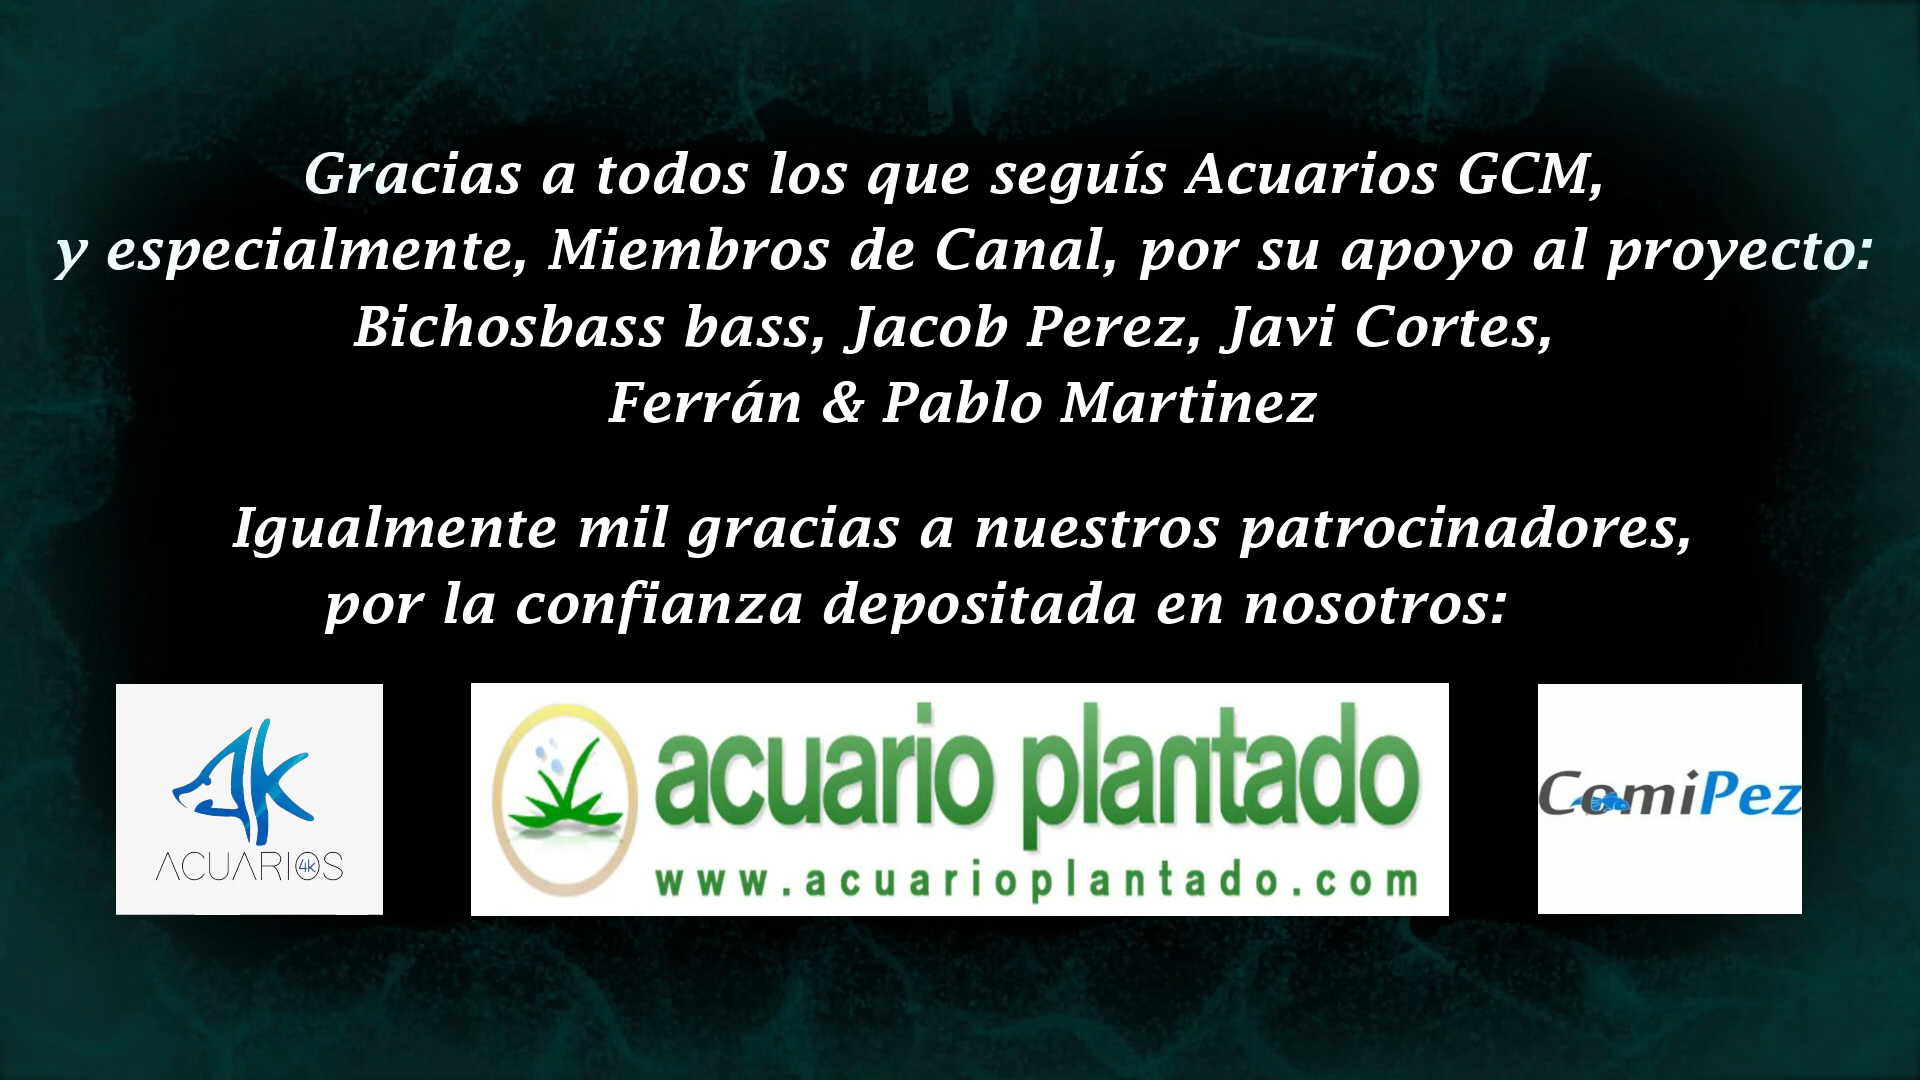 Gracias a todos los que seguís Acuarios GCM,
y especialmente, Miembros de Canal, por su apoyo al proyecto:
Bichosbass bass, Jacob Perez, Javi Cortes,
Ferrán & Pablo Martinez
Igualmente mil gracias a nuestros patrocinadores,
por la confianza depositada en nosotros:
4K
ACUARIOS 4k
acuario plantado
www.acuarioplantado.com
ComiPez